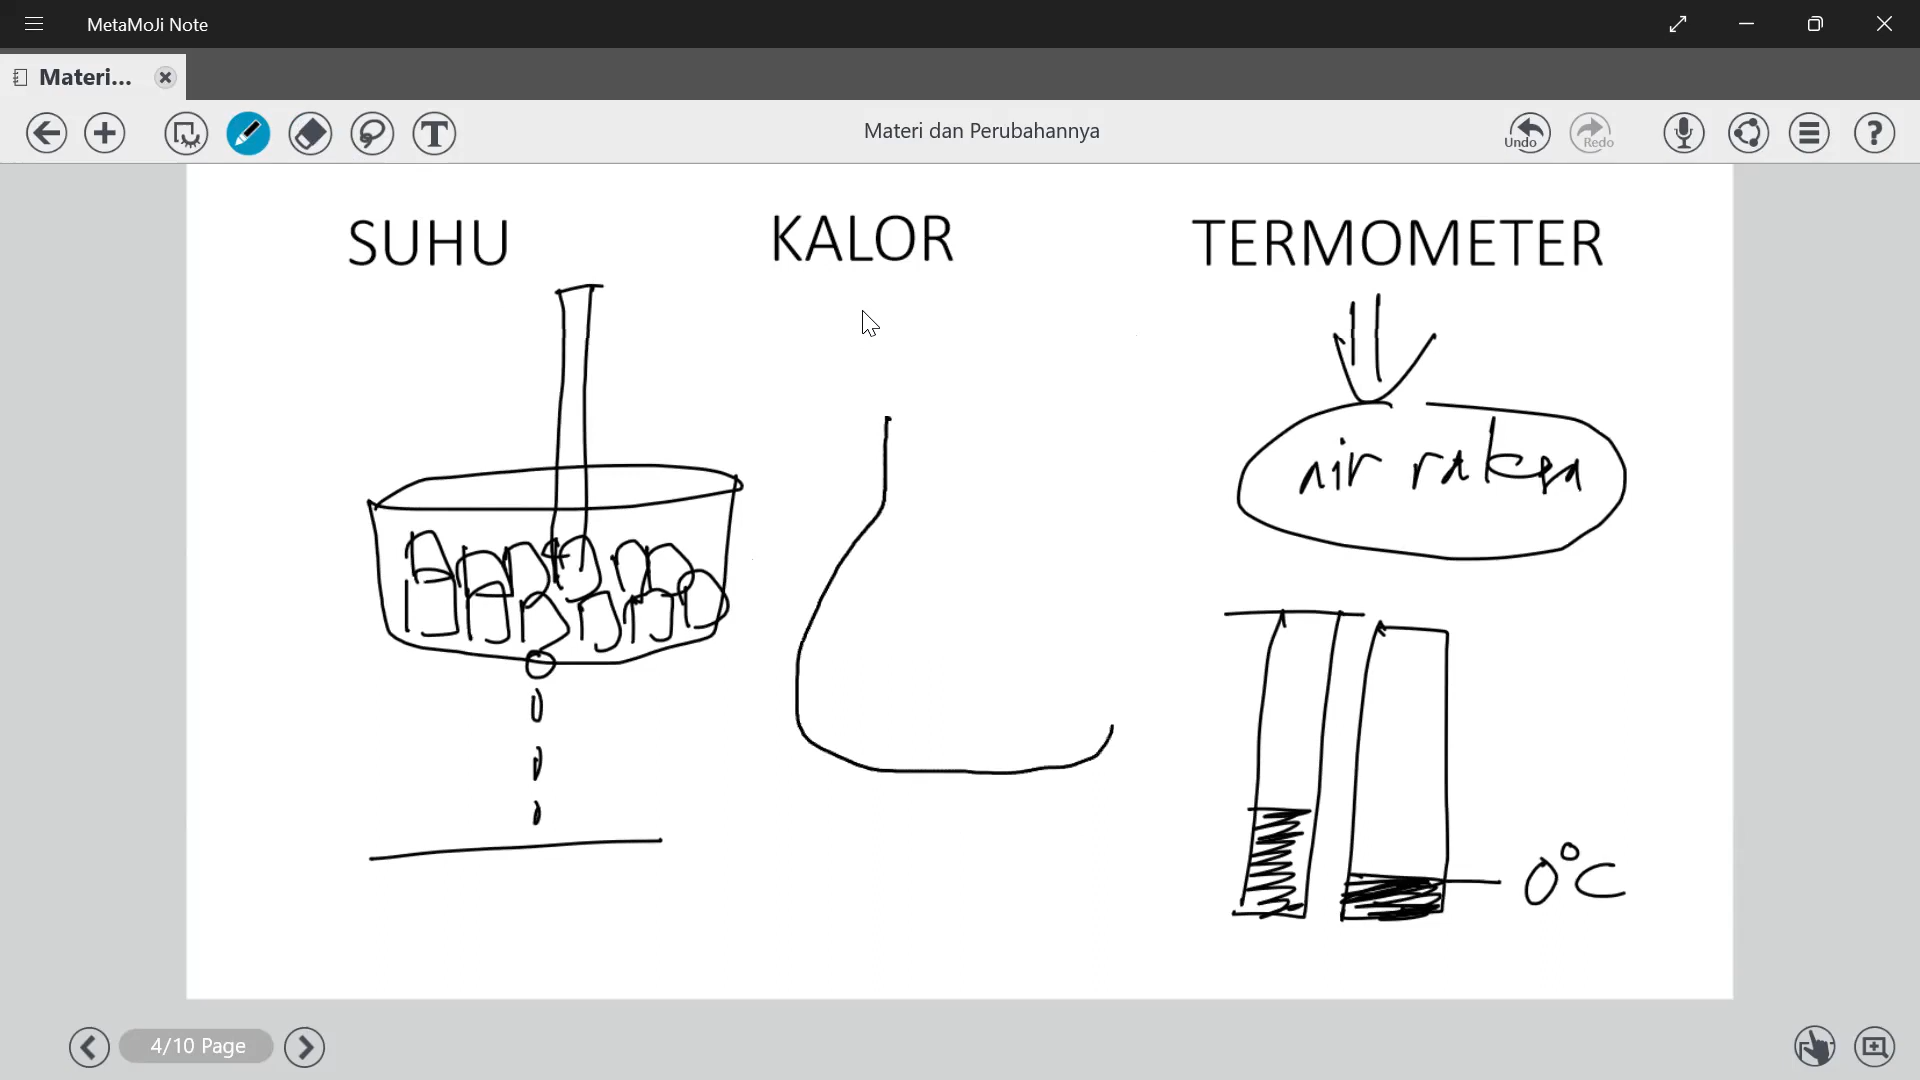 MetaMoJi Note
Materi...
Materi dan Perubahannya
Undo
Redo
SUHU
KALOR
TERMOMETER
air raksa
0°C
4/10 Page